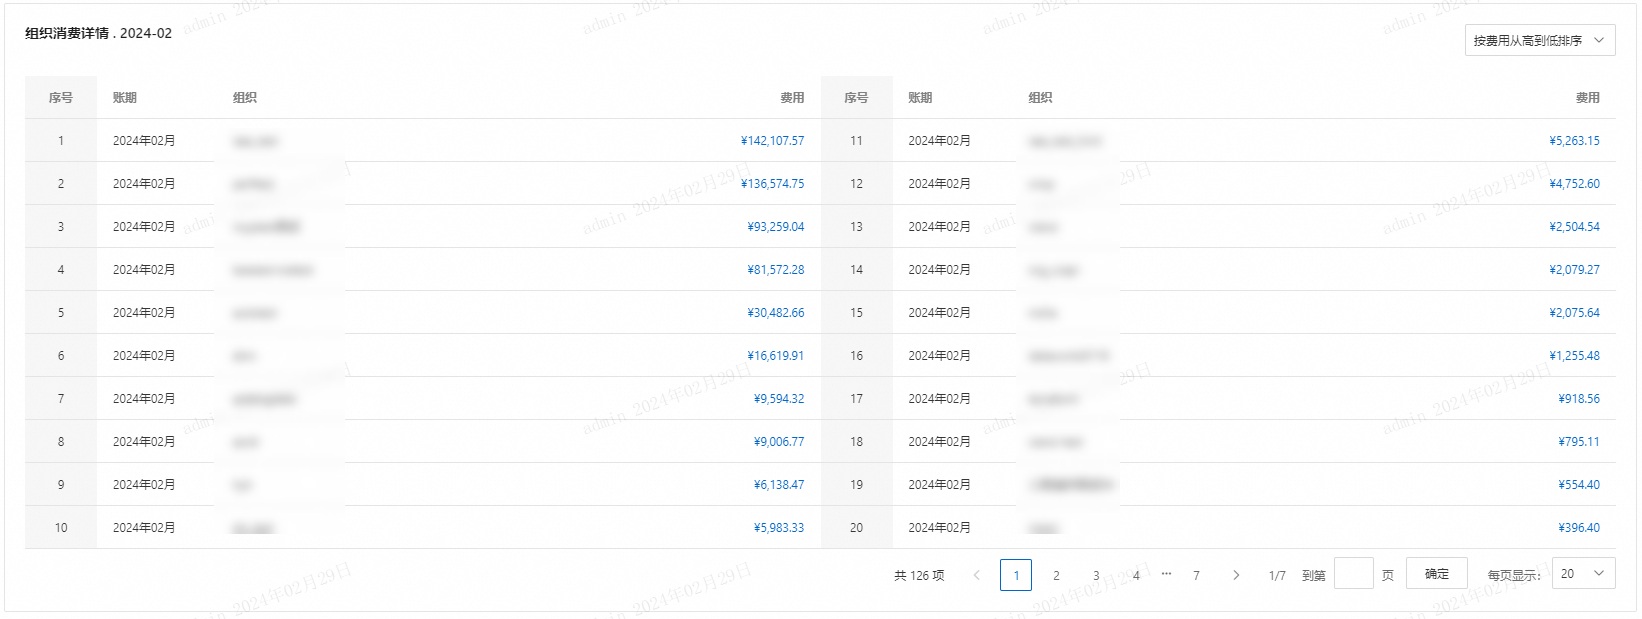 组织消费详情 . 2024-02
按费用从高到低排序
序号 账期 组织 费用 序号 账期 组织 费用
1 2024年02月 ¥142,107.57 11 2024年02月 ¥5,263.15
2 2024年02月 ¥136,574.75 12 2024年02月 ¥4,752.60
3 2024年02月 ¥93,259.04 13 2024年02月 ¥2,504.54
4 2024年02月 ¥81,572.28 14 2024年02月 ¥2,079.27
5 2024年02月 ¥30,482.66 15 2024年02月 ¥2,075.64
6 2024年02月 ¥16,619.91 16 2024年02月 ¥1,255.48
7 2024年02月 ¥9,594.32 17 2024年02月 ¥918.56
8 2024年02月 ¥9,006.77 18 2024年02月 ¥795.11
9 2024年02月 ¥6,138.47 19 2024年02月 ¥554.40
10 2024年02月 ¥5,983.33 20 2024年02月 ¥396.40
共 126 项 1 2 3 4 ··· 7 1/7 到第 页 确定 每页显示: 20
admin 2024年02月29日